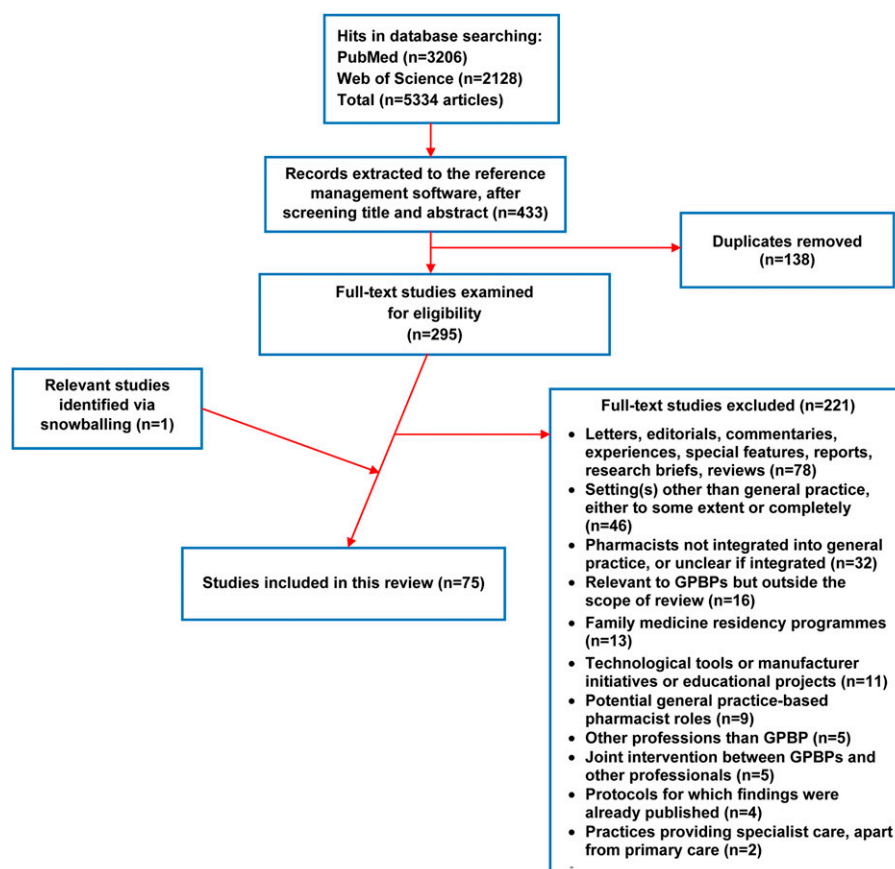 Hits in database searching:
PubMed (n=3206)
Web of Science (n=2128)
Total (n=5334 articles)
Records extracted to the reference
management software, after
screening title and abstract (n=433)
Duplicates removed
(n=138)
Full-text studies examined
for eligibility
(n=295)
Relevant studies
identified via
snowballing (n=1)
Full-text studies excluded (n=221)
• Letters, editorials, commentaries,
experiences, special features, reports,
research briefs, reviews (n=78)
• Setting(s) other than general practice,
either to some extent or completely
(n=46)
• Pharmacists not integrated into general
practice, or unclear if integrated (n=32)
• Relevant to GPBPs but outside the
scope of review (n=16)
• Family medicine residency programmes
(n=13)
• Technological tools or manufacturer
initiatives or educational projects (n=11)
• Potential general practice-based
pharmacist roles (n=9)
• Other professions than GPBP (n=5)
• Joint intervention between GPBPs and
other professionals (n=5)
• Protocols for which findings were
already published (n=4)
• Practices providing specialist care, apart
from primary care (n=2)
Studies included in this review (n=75)